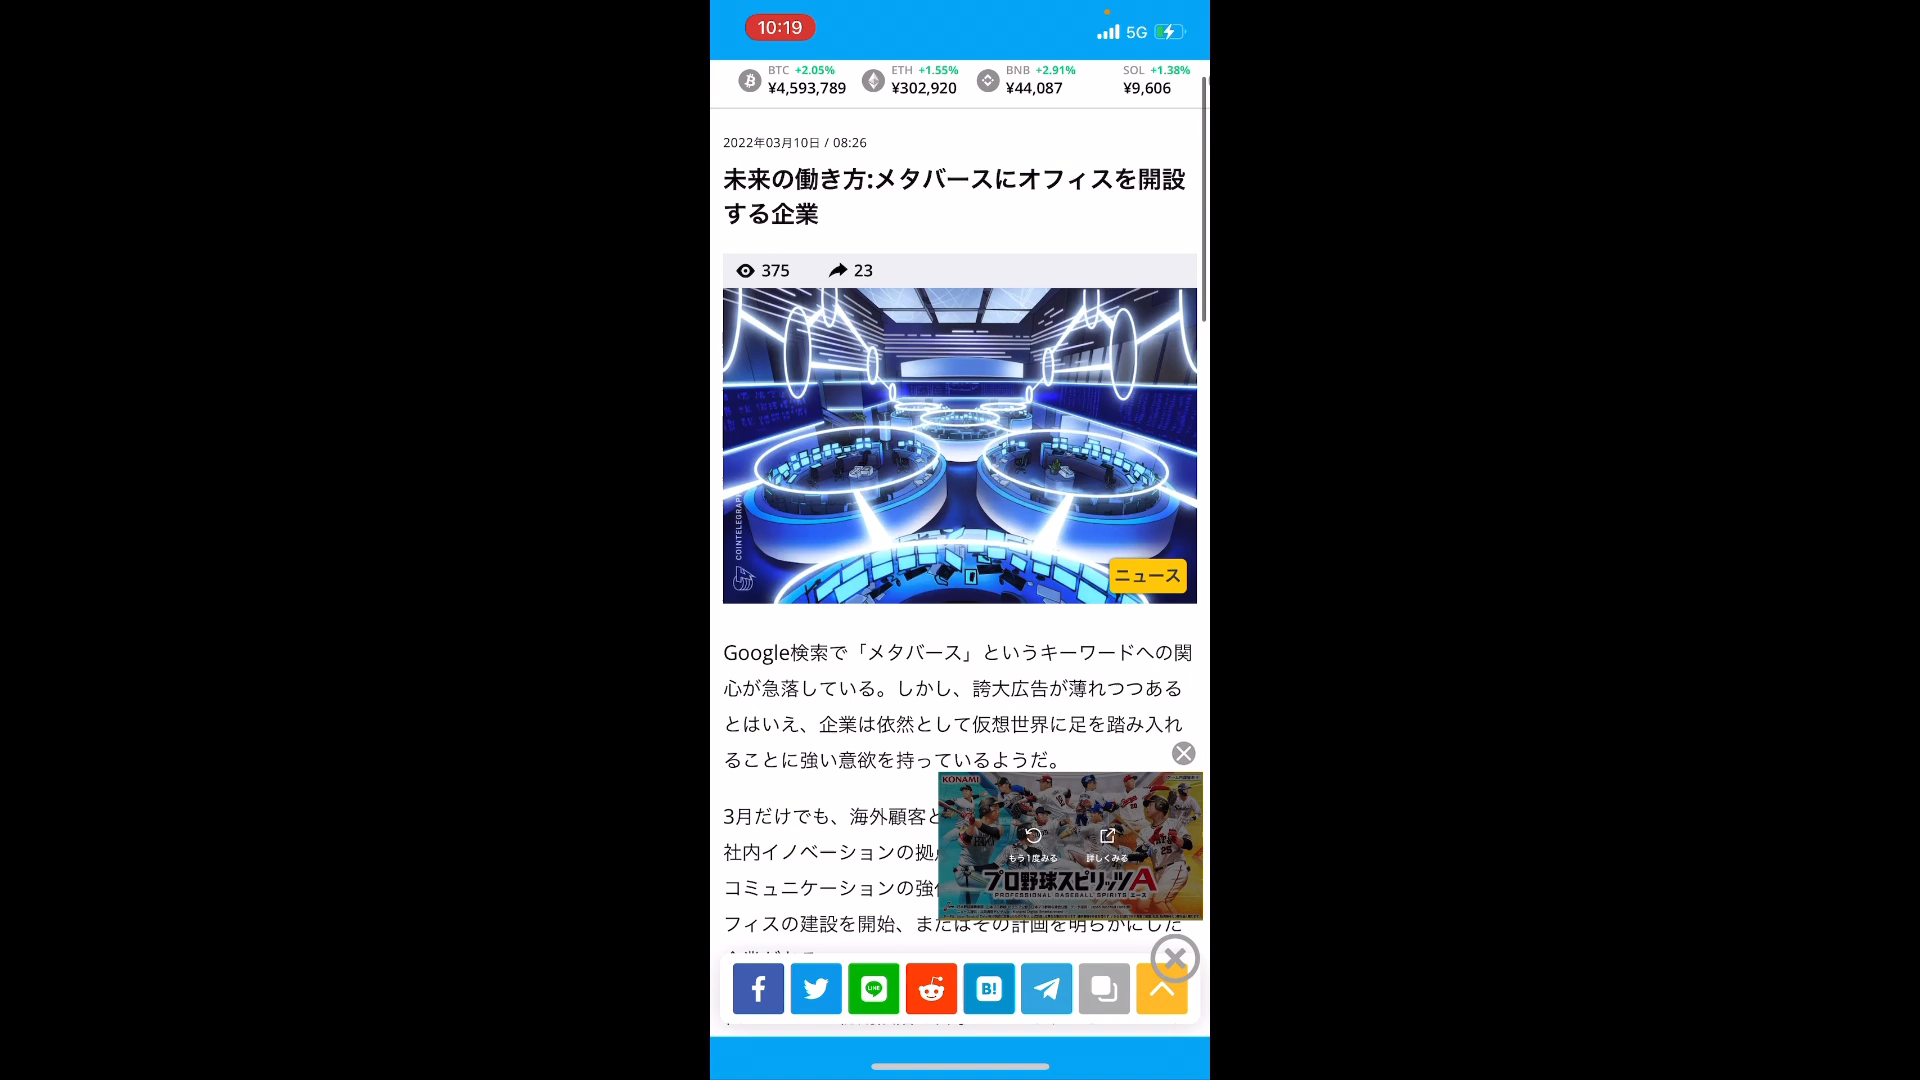 10:19
5G
BTC +2.05%
¥4,593,789
ETH +1.55%
¥302,920
BNB +2.91%
¥44,087
SOL +1.38%
¥9,606
2022年03月10日 / 08:26
未来の働き方:メタバースにオフィスを開設
する企業
375
23
COINTELEGRAPH
ニュース
Google検索で「メタバース」というキーワードへの関
心が急落している。しかし、誇大広告が薄れつつある
とはいえ、企業は依然として仮想世界に足を踏み入れ
ることに強い意欲を持っているようだ。
3月だけでも、海外顧客と
社内イノベーションの拠
コミュニケーションの強
フィスの建設を開始、またはその計画を明らかにした
KONAMI
もう1度みる
詳しくみる
プロ野球スピリッツA
PROFESSIONAL BASEBALL SPIRITS エース
LINE
B!